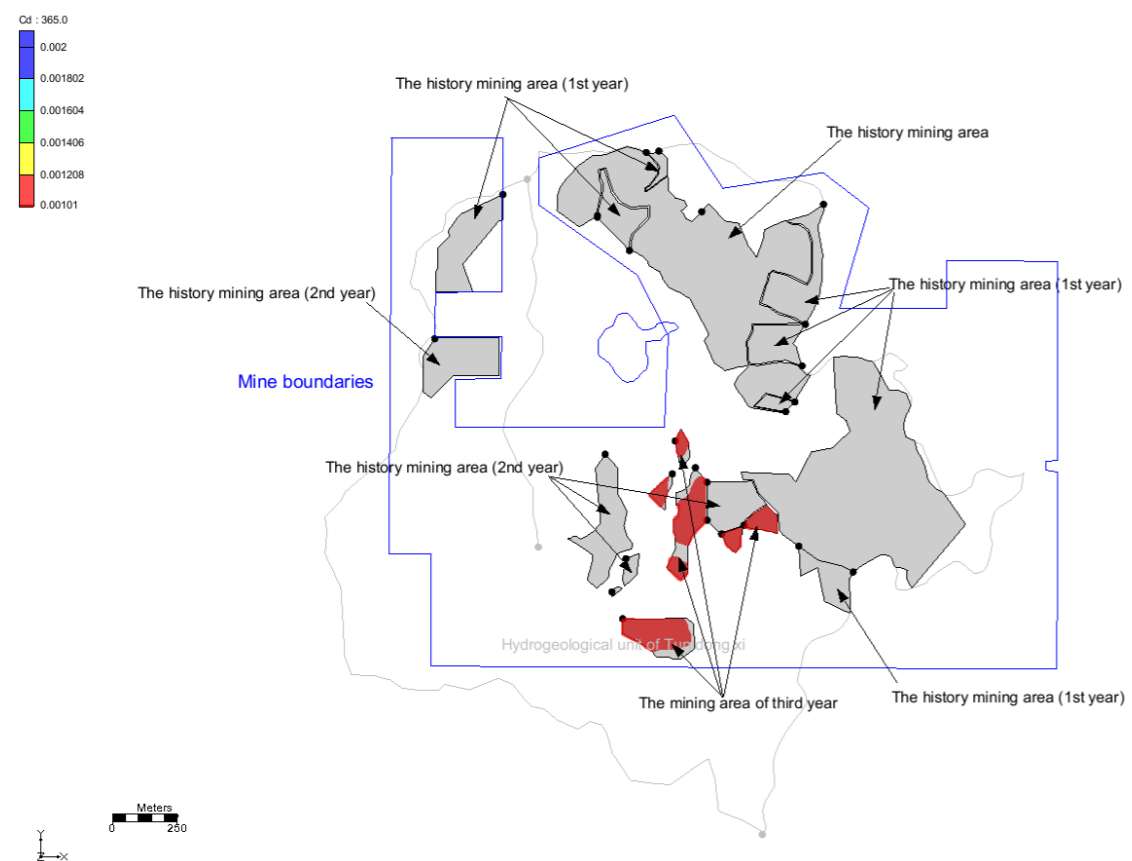 Cd : 365.0
0.002
0.001802
0.001604
0.001406
0.001208
0.00101
The history mining area (1st year)
The history mining area
The history mining area (1st year)
The history mining area (2nd year)
Mine boundaries
The history mining area (2nd year)
Hydrogeological unit of
The history mining area (1st year)
The mining area of third year
Meters
0 250
Y
Z X